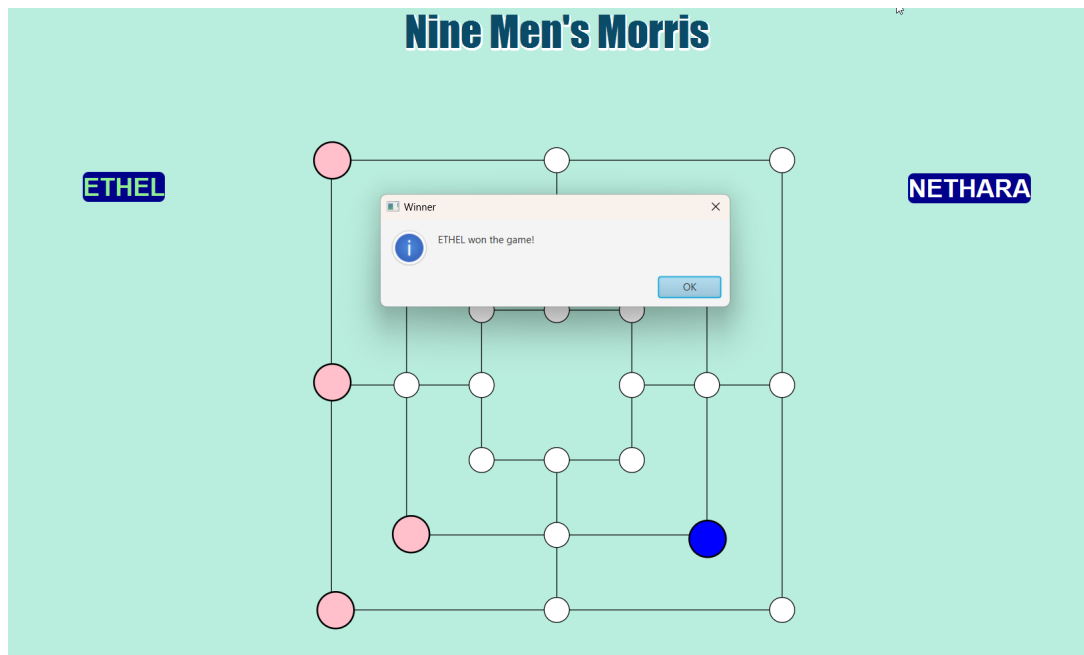 Nine Men's Morris
ETHEL
NETHARA
Winner
ETHEL won the game!
OK